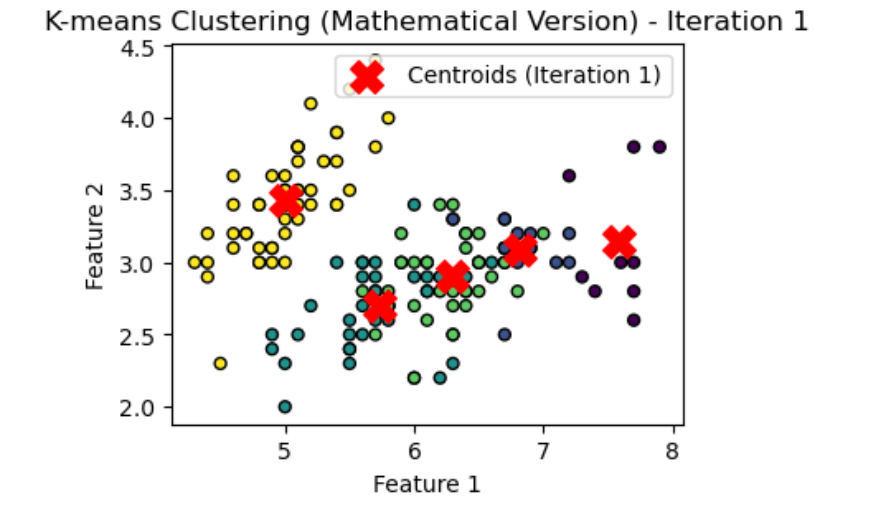 K-means Clustering (Mathematical Version) - Iteration 1
4.5
Centroids (Iteration 1)
4.0
3.5
Feature 2
3.0
2.5
2.0
5 6 7 8
Feature 1